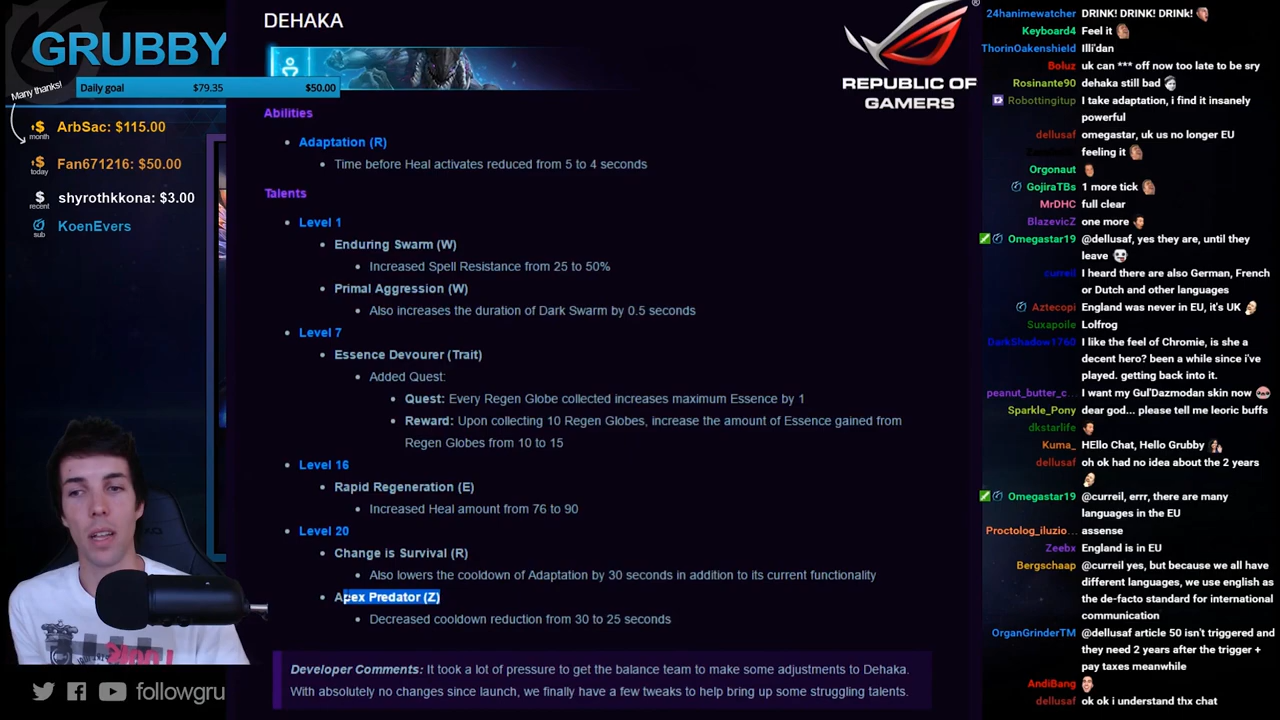 GRUBBY
Many thanks!
Daily goal $79.35 $50.00
$ month ArbSac: $115.00
$ today Fan671216: $50.00
$ recent shyrothkkona: $3.00
sub KoenEvers
followgru
DEHAKA
REPUBLIC OF
GAMERS
Abilities
Adaptation (R)
Time before Heal activates reduced from 5 to 4 seconds
Talents
Level 1
Enduring Swarm (W)
Increased Spell Resistance from 25 to 50%
Primal Aggression (W)
Also increases the duration of Dark Swarm by 0.5 seconds
Level 7
Essence Devourer (Trait)
Added Quest:
Quest: Every Regen Globe collected increases maximum Essence by 1
Reward: Upon collecting 10 Regen Globes, increase the amount of Essence gained from
Regen Globes from 10 to 15
Level 16
Rapid Regeneration (E)
Increased Heal amount from 76 to 90
Level 20
Change is Survival (R)
Also lowers the cooldown of Adaptation by 30 seconds in addition to its current functionality
Apex Predator (Z)
Decreased cooldown reduction from 30 to 25 seconds
Developer Comments: It took a lot of pressure to get the balance team to make some adjustments to Dehaka.
With absolutely no changes since launch, we finally have a few tweaks to help bring up some struggling talents.
24hanimewatcher DRINK! DRINK! DRINk!
Keyboard4 Feel it
ThorinOakenshield Illi'dan
Boluz uk can *** off now too late to be sry
Rosinante90 dehaka still bad
Robottingitup I take adaptation, i find it insanely
powerful
dellusaf omegastar, uk us no longer EU
feeling it
Orgonaut
GojiraTBs 1 more tick
MrDHC full clear
BlazevicZ one more
Omegastar19 @dellusaf, yes they are, until they
leave
curreil I heard there are also German, French
or Dutch and other languages
Aztecopi England was never in EU, it's UK
Suxapoile Lolfrog
DarkShadow1760 I like the feel of Chromie, is she a
decent hero? been a while since i've
played. getting back into it.
peanut_butter_c... I want my Gul'Dazmodan skin now
Sparkle_Pony dear god... please tell me leoric buffs
dkstarlife
Kuma_ HEllo Chat, Hello Grubby
dellusaf oh ok had no idea about the 2 years
Omegastar19 @curreil, errr, there are many
languages in the EU
Proctolog_iluzio... assense
Zeebx England is in EU
Bergschaap @curreil yes, but because we all have
different languages, we use english as
the de-facto standard for international
communication
OrganGrinderTM @dellusaf article 50 isn't triggered and
they need 2 years after the trigger +
pay taxes meanwhile
AndiBang
dellusaf ok ok i understand thx chat